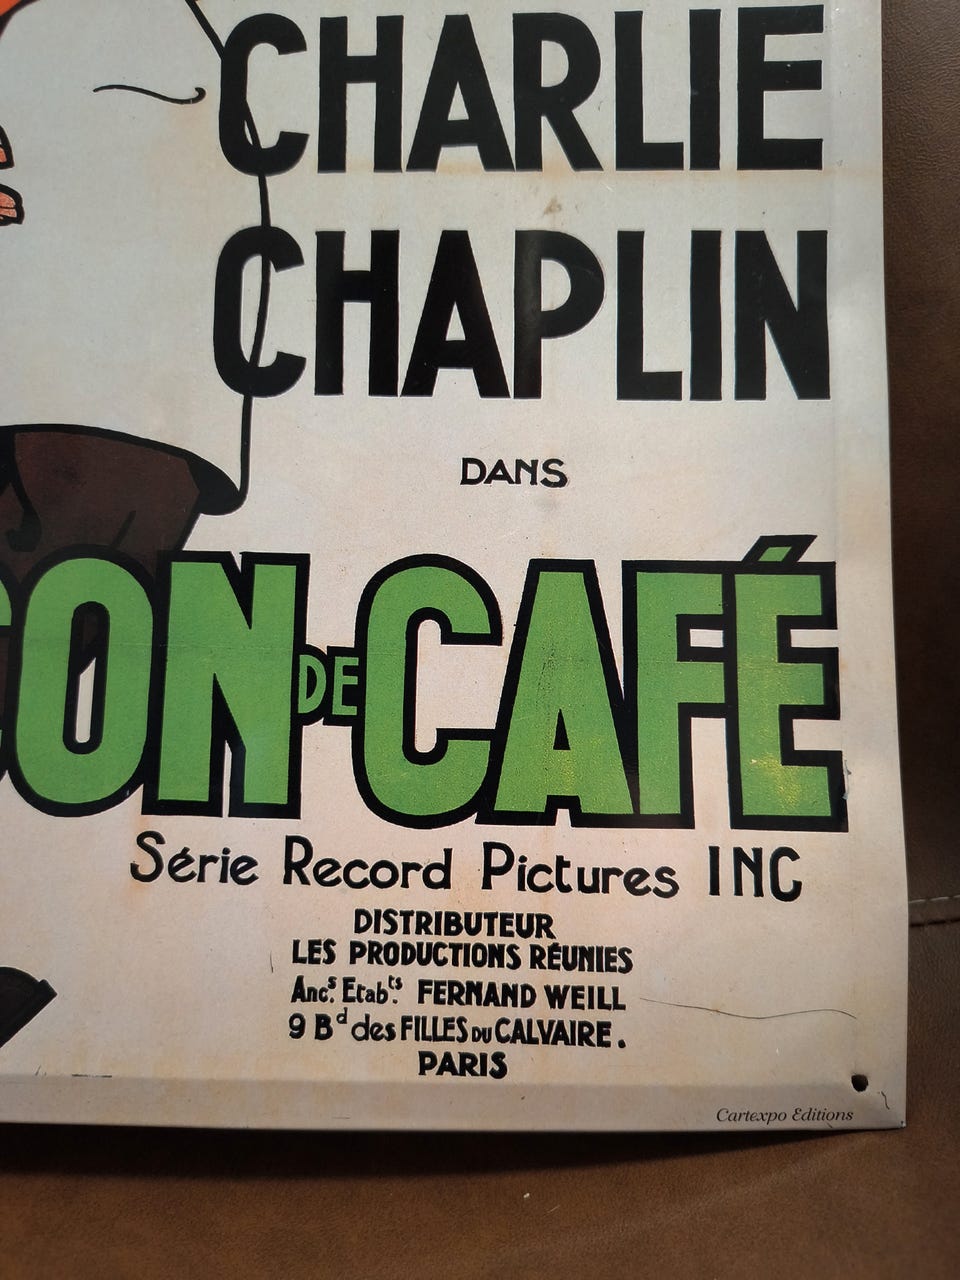 CHARLIE
CHAPLIN
DANS
ÇON DE CAFÉ
Série Record Pictures INC
DISTRIBUTEUR
LES PRODUCTIONS RÉUNIES
Ancˢ. Etabᵗˢ. FERNAND WEILL
9 Bᵈ des FILLES DU CALVAIRE.
PARIS
Cartexpo Editions